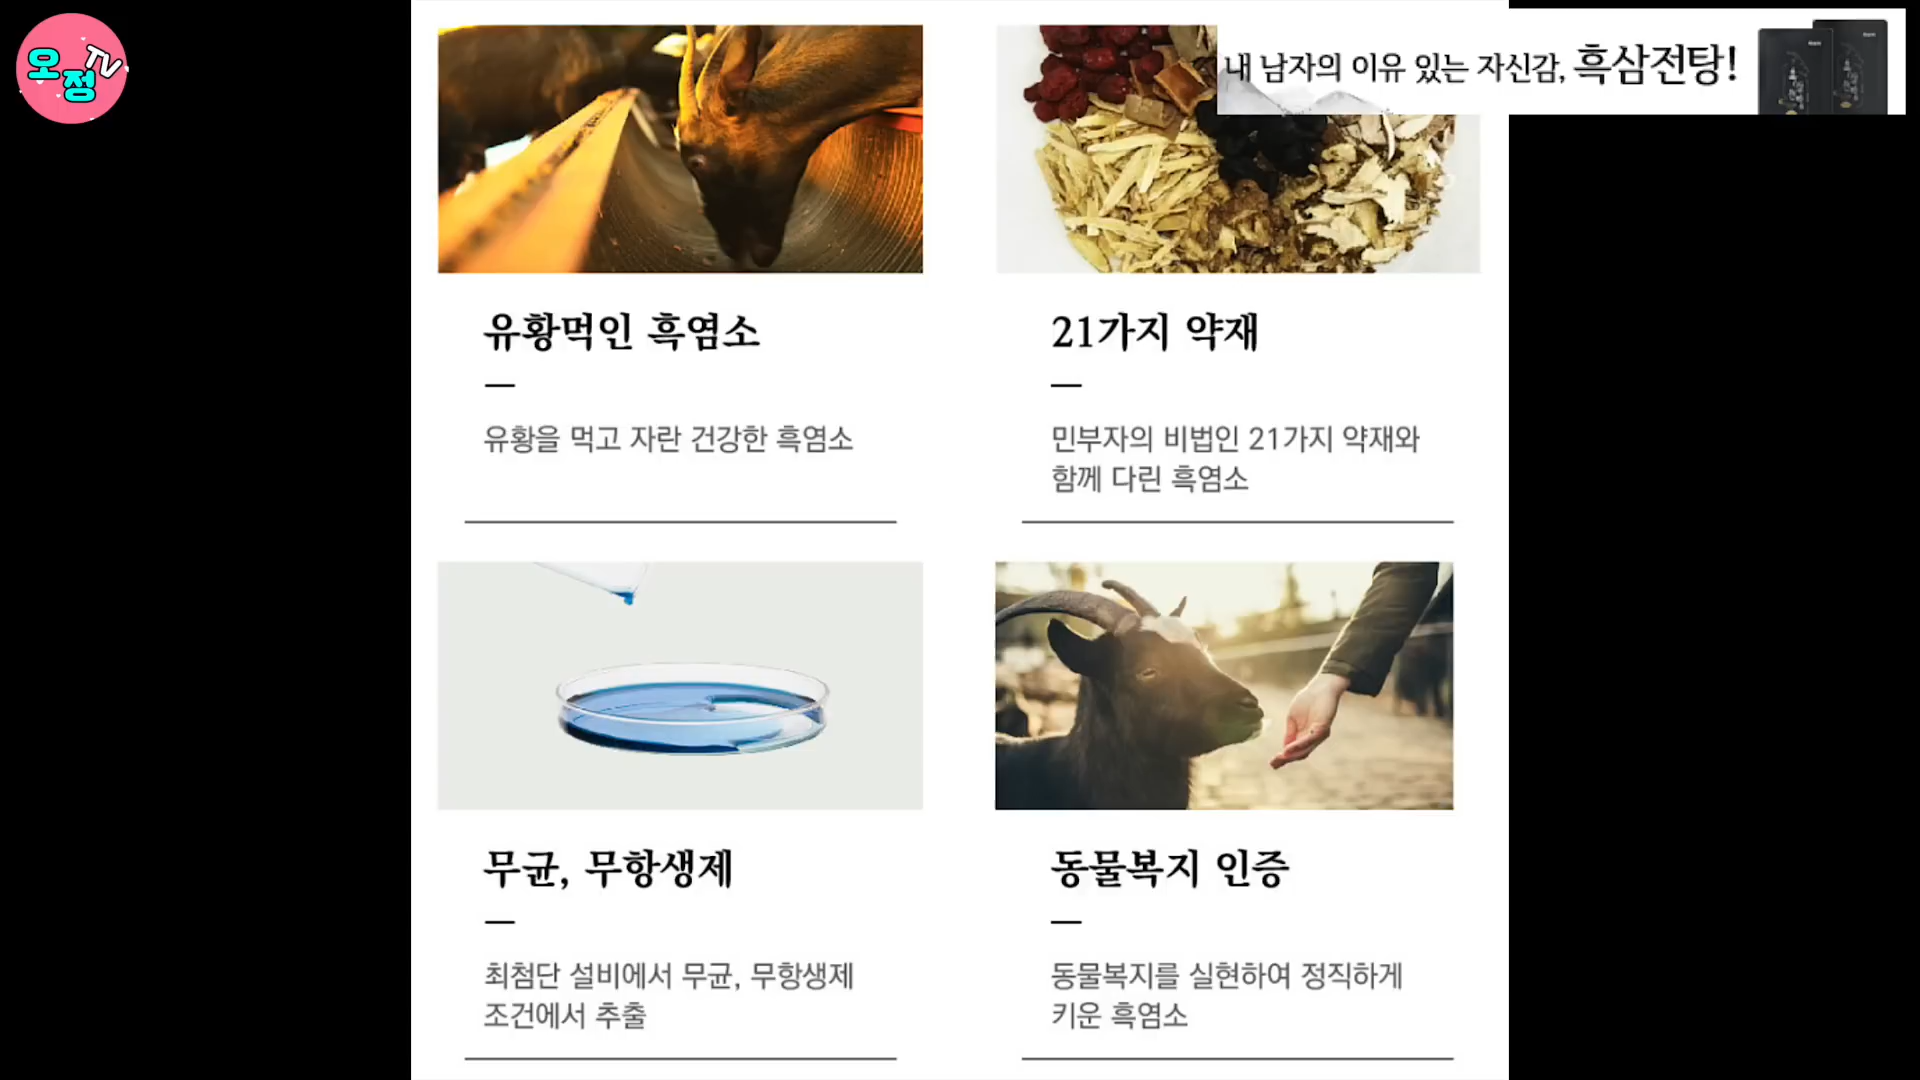 오정TV
내 남자의 이유 있는 자신감, 흑삼전탕!
유황먹인 흑염소
유황을 먹고 자란 건강한 흑염소
21가지 약재
민부자의 비법인 21가지 약재와
함께 다린 흑염소
무균, 무항생제
최첨단 설비에서 무균, 무항생제
조건에서 추출
동물복지 인증
동물복지를 실현하여 정직하게
키운 흑염소